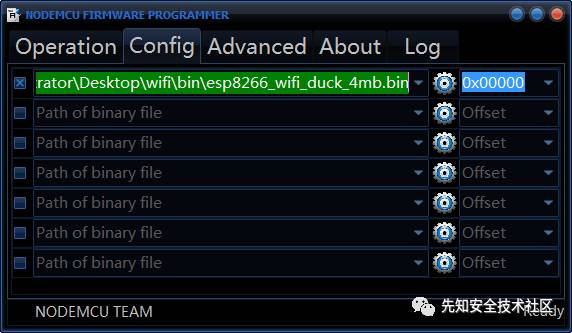 NODEMCU FIRMWARE PROGRAMMER
Operation Config Advanced About Log
rator\Desktop\wifi\bin\esp8266_wifi_duck_4mb.bin 0x00000
Path of binary file Offset
Path of binary file Offset
Path of binary file Offset
Path of binary file Offset
Path of binary file Offset
Path of binary file Offset
NODEMCU TEAM 先知安全技术社区 Ready